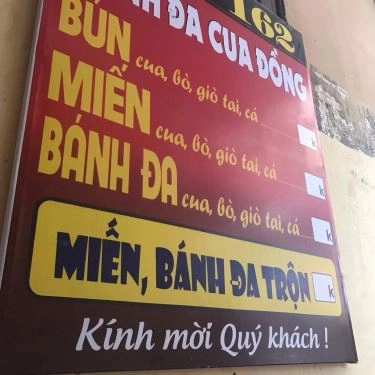 162
BÁNH ĐA CUA ĐỒNG
BÚN cua, bò, giò tai, cá k
MIẾN cua, bò, giò tai, cá k
BÁNH ĐA cua, bò, giò tai, cá k
MIẾN, BÁNH ĐA TRỘN k
Kính mời Quý khách !